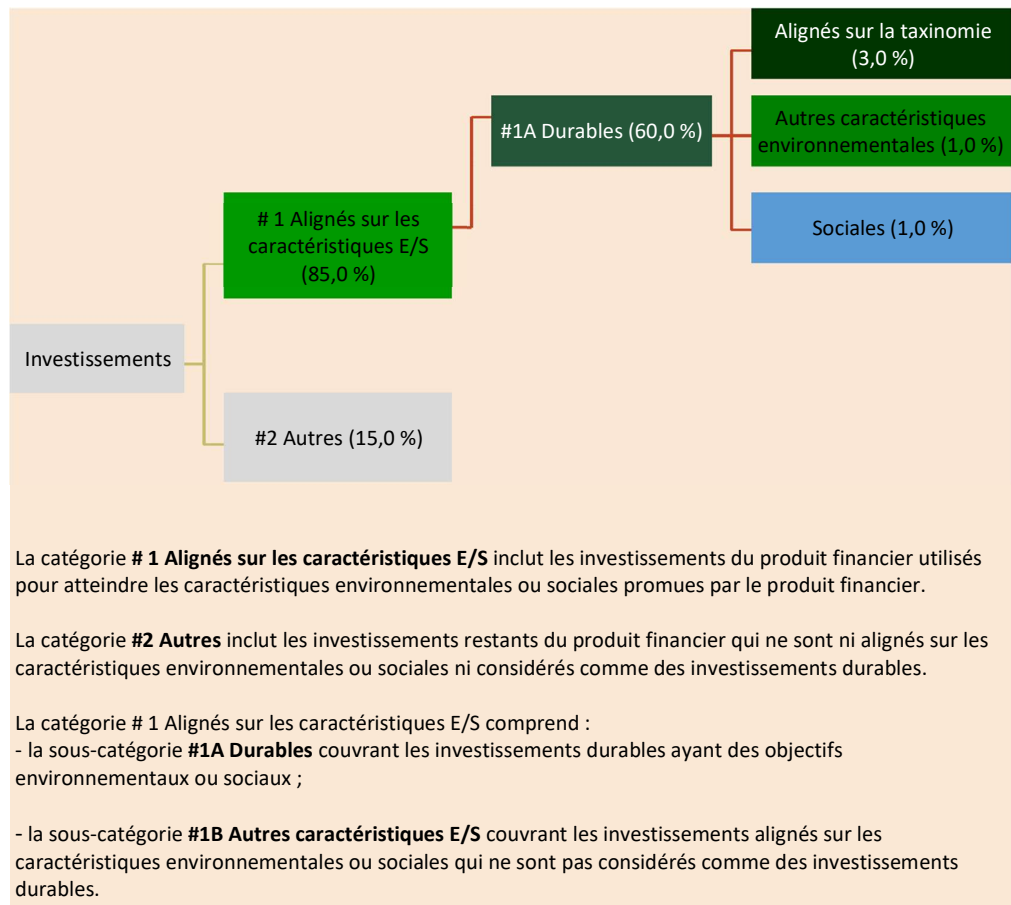 Alignés sur la taxinomie
(3,0 %)
#1A Durables (60,0 %)
Autres caractéristiques
environnementales (1,0 %)
# 1 Alignés sur les
caractéristiques E/S
(85,0 %)
Sociales (1,0 %)
Investissements
#2 Autres (15,0 %)
La catégorie # 1 Alignés sur les caractéristiques E/S inclut les investissements du produit financier utilisés
pour atteindre les caractéristiques environnementales ou sociales promues par le produit financier.
La catégorie #2 Autres inclut les investissements restants du produit financier qui ne sont ni alignés sur les
caractéristiques environnementales ou sociales ni considérés comme des investissements durables.
La catégorie # 1 Alignés sur les caractéristiques E/S comprend :
- la sous-catégorie #1A Durables couvrant les investissements durables ayant des objectifs
environnementaux ou sociaux ;
- la sous-catégorie #1B Autres caractéristiques E/S couvrant les investissements alignés sur les
caractéristiques environnementales ou sociales qui ne sont pas considérés comme des investissements
durables.